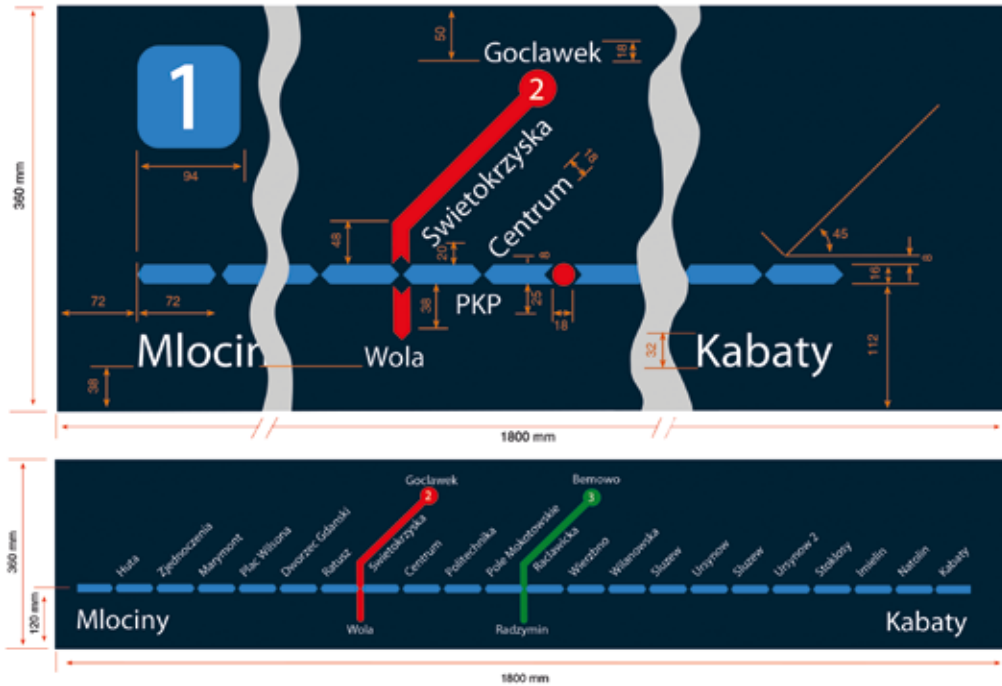 50
18
Goclawek
2
1
Swietokrzyska
Centrum
18
94
360 mm
48
20
8
45
8
16
72
72
38
PKP
25
18
Mlocin
Wola
32
Kabaty
112
38
1800 mm
Goclawek
2
Bemowo
3
Huta
Zjednoczenia
Marymont
Plac Wilsona
Dworzec Gdański
Ratusz
Swietokrzyska
Centrum
Politechnika
Pole Mokotowskie
Raclawicka
Wierzbno
Wilanowska
Sluzew
Ursynow
Sluzew
Ursynow 2
Stoklosy
Imielin
Natolin
Kabaty
360 mm
120 mm
Mlociny
Wola
Radzymin
Kabaty
1800 mm